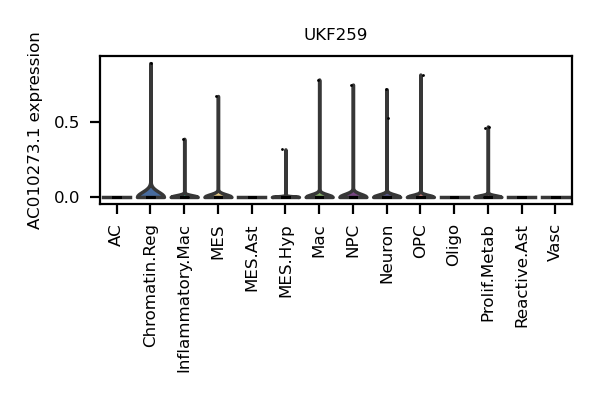 UKF259
AC010273.1 expression
0.5
0.0
AC
Chromatin.Reg
Inflammatory.Mac
MES
MES.Ast
MES.Hyp
Mac
NPC
Neuron
OPC
Oligo
Prolif.Metab
Reactive.Ast
Vasc